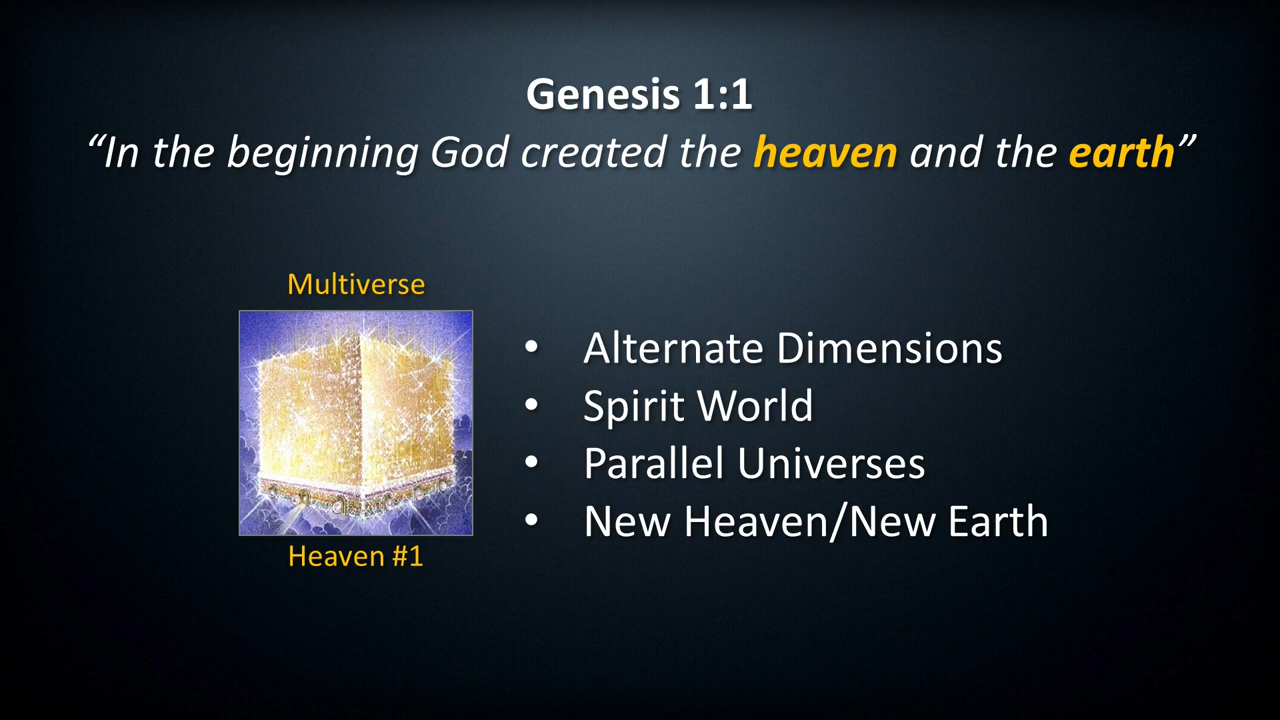 Genesis 1:1
“In the beginning God created the heaven and the earth”
Multiverse
• Alternate Dimensions
• Spirit World
• Parallel Universes
• New Heaven/New Earth
Heaven #1